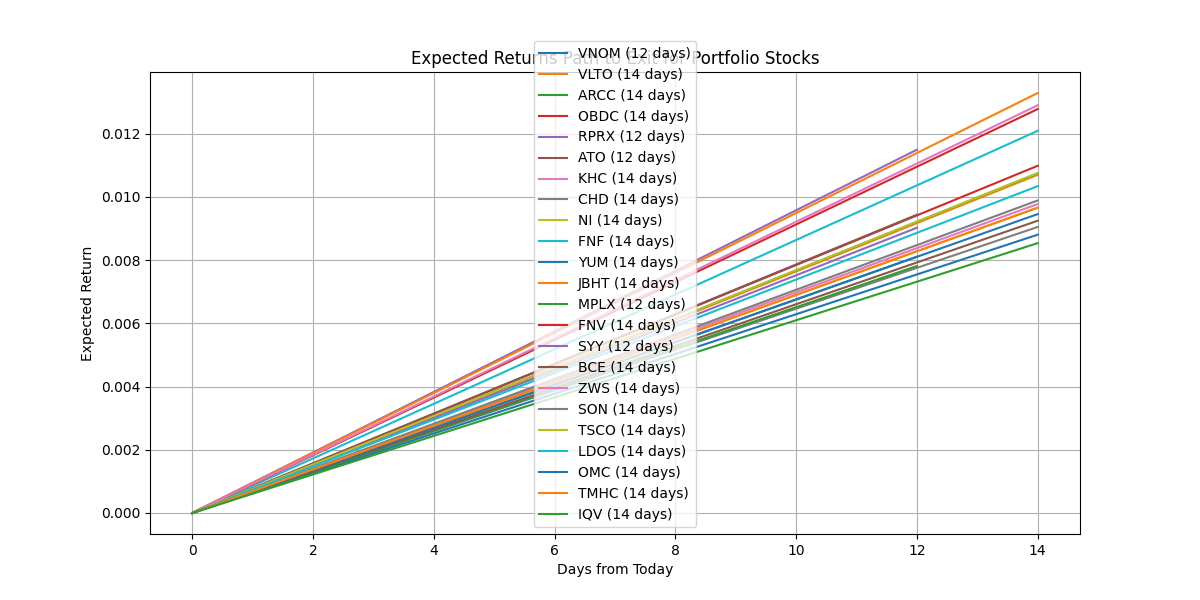 Expected Returns Path to Exit for Portfolio Stocks
VNOM (12 days)
VLTO (14 days)
ARCC (14 days)
OBDC (14 days)
RPRX (12 days)
ATO (12 days)
KHC (14 days)
CHD (14 days)
NI (14 days)
FNF (14 days)
YUM (14 days)
JBHT (14 days)
MPLX (12 days)
FNV (14 days)
SYY (12 days)
BCE (14 days)
ZWS (14 days)
SON (14 days)
TSCO (14 days)
LDOS (14 days)
OMC (14 days)
TMHC (14 days)
IQV (14 days)
Expected Return
0.012
0.010
0.008
0.006
0.004
0.002
0.000
0 2 4 6 8 10 12 14
Days from Today